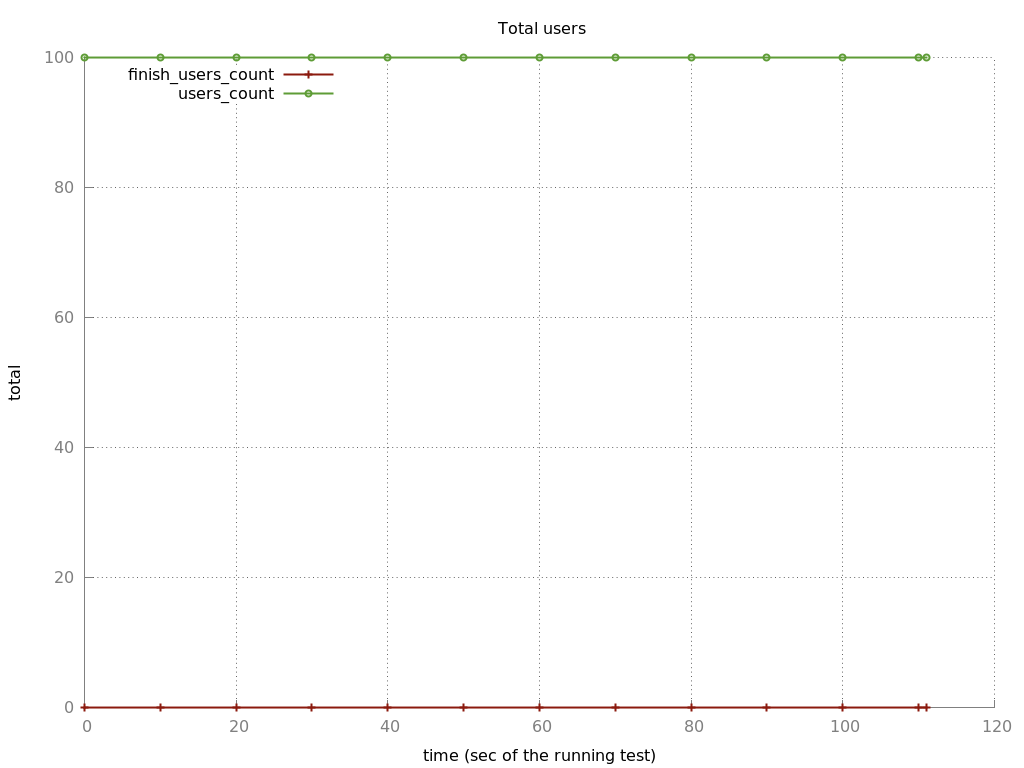 Total users
100
finish_users_count
users_count
80
60
total
40
20
0
0 20 40 60 80 100 120
time (sec of the running test)